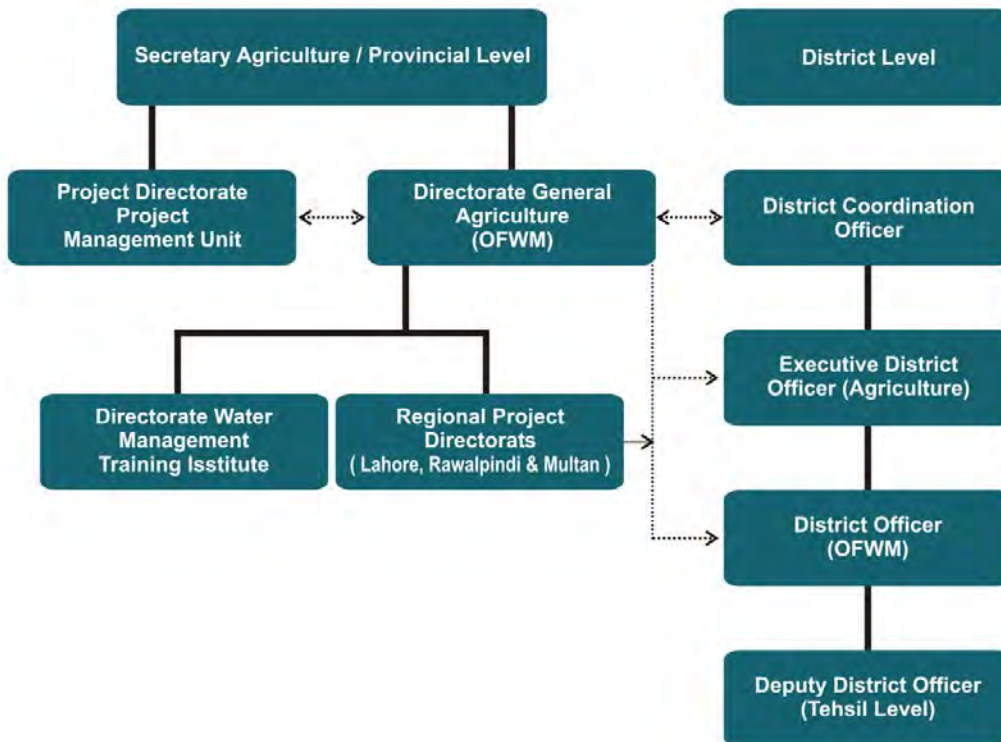 Secretary Agriculture / Provincial Level
District Level
Project Directorate
Project
Management Unit
Directorate General
Agriculture
(OFWM)
District Coordination
Officer
Executive District
Officer (Agriculture)
Directorate Water
Management
Training Isstitute
Regional Project
Directorats
( Lahore, Rawalpindi & Multan )
District Officer
(OFWM)
Deputy District Officer
(Tehsil Level)